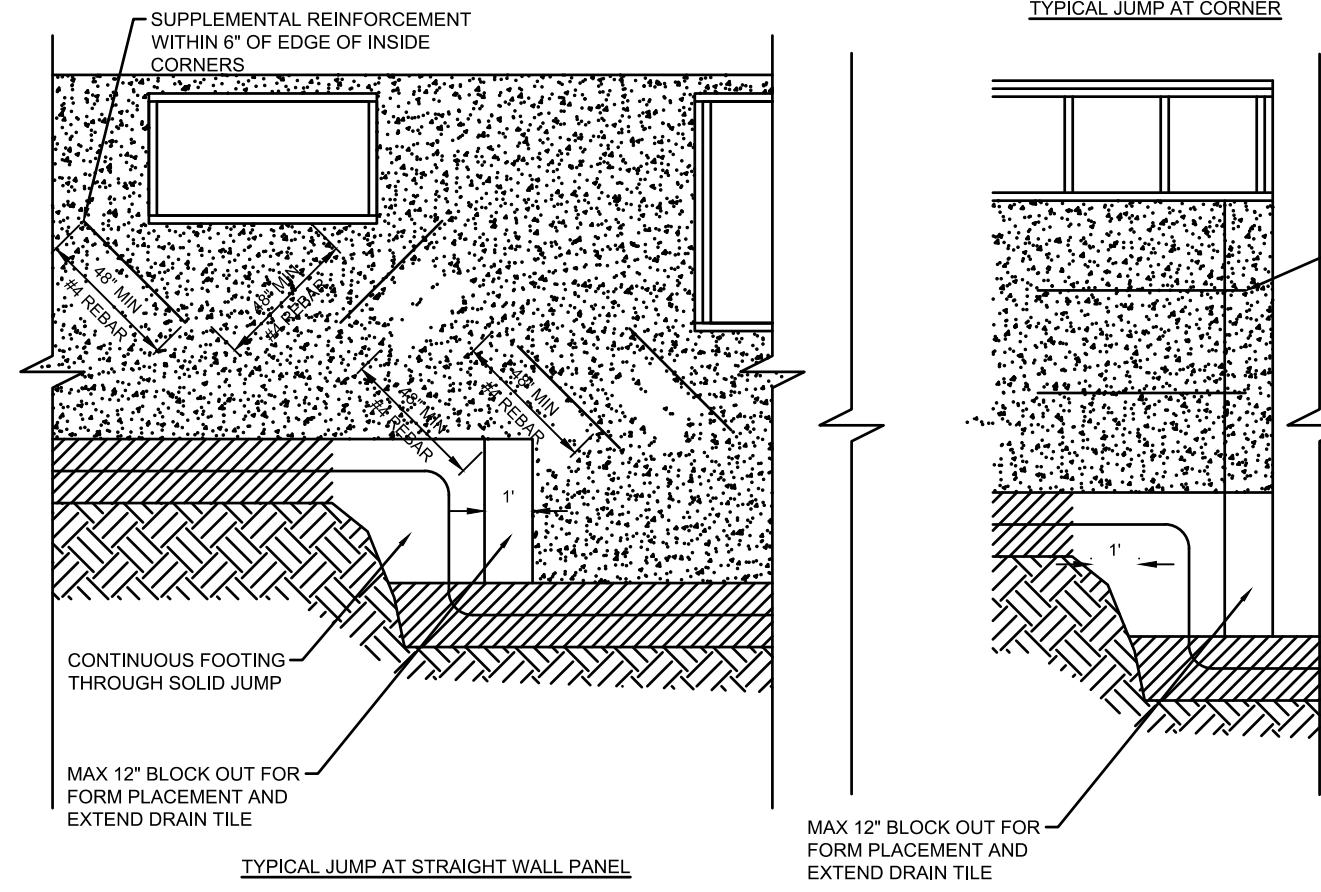 SUPPLEMENTAL REINFORCEMENT
WITHIN 6" OF EDGE OF INSIDE
CORNERS
48" MIN
#4 REBAR
48" MIN
#4 REBAR
48" MIN
#4 REBAR
48" MIN
#4 REBAR
1'
CONTINUOUS FOOTING
THROUGH SOLID JUMP
MAX 12" BLOCK OUT FOR
FORM PLACEMENT AND
EXTEND DRAIN TILE
TYPICAL JUMP AT STRAIGHT WALL PANEL
TYPICAL JUMP AT CORNER
1'
MAX 12" BLOCK OUT FOR
FORM PLACEMENT AND
EXTEND DRAIN TILE